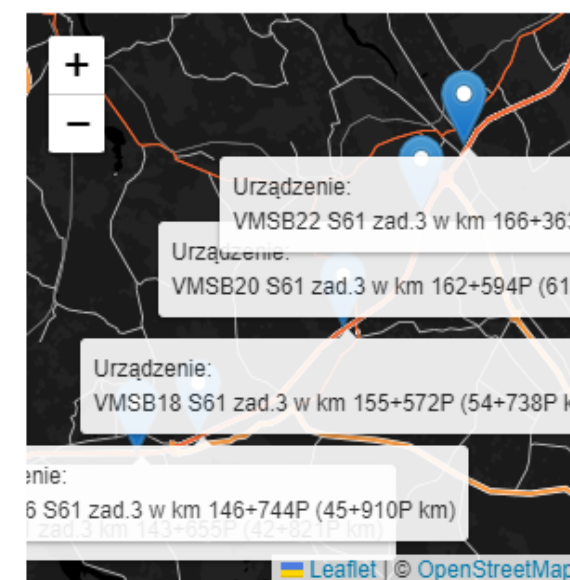 +
−
Urządzenie:
VMSB22 S61 zad.3 w km 166+363
Urządzenie:
VMSB20 S61 zad.3 w km 162+594P (61
Urządzenie:
VMSB18 S61 zad.3 w km 155+572P (54+738P k
enie:
6 S61 zad.3 w km 146+744P (45+910P km)
zad.3 km 143+655P (42+821P km)
Leaflet | © OpenStreetMap